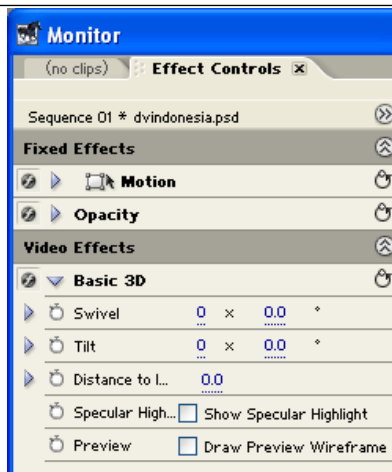 Monitor
(no clips) Effect Controls
Sequence 01 * dvindonesia.psd
Fixed Effects
Motion
Opacity
Video Effects
Basic 3D
Swivel 0 x 0.0 °
Tilt 0 x 0.0 °
Distance to I... 0.0
Specular High... Show Specular Highlight
Preview Draw Preview Wireframe